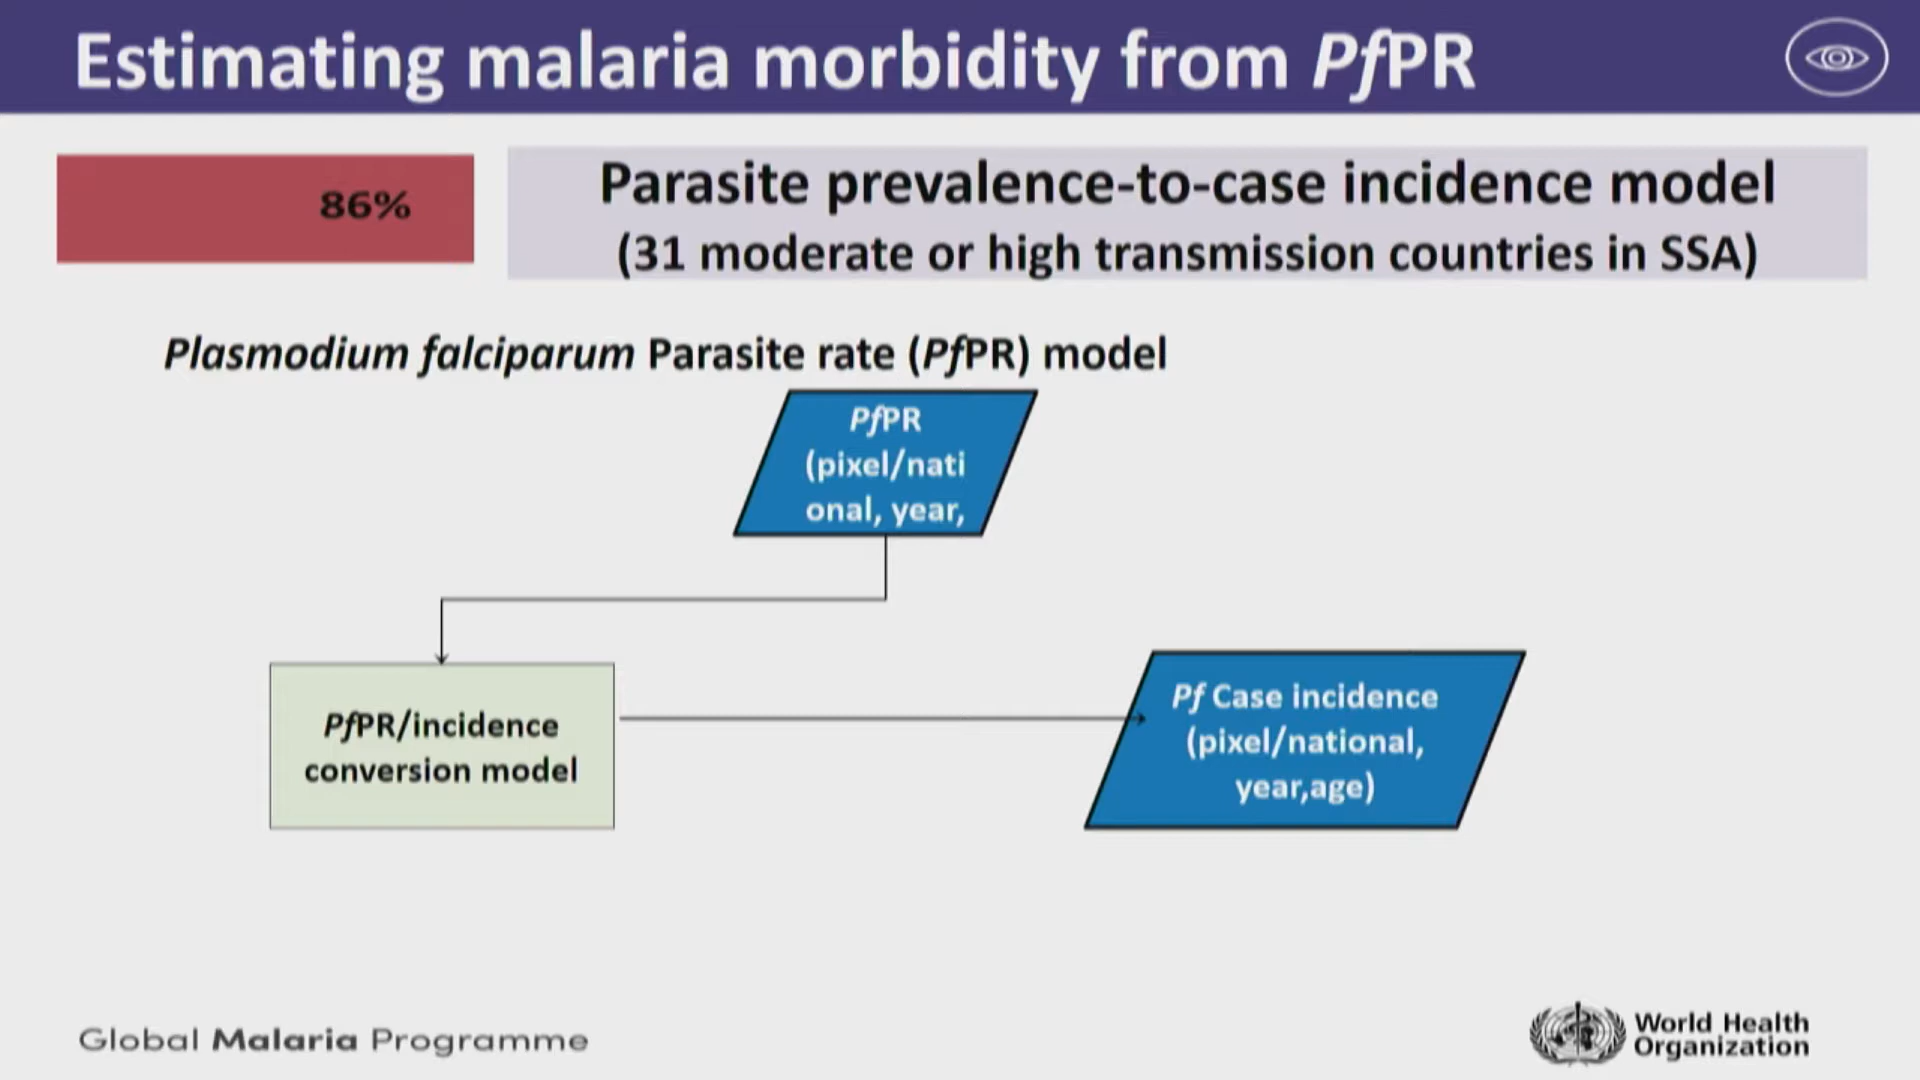 Estimating malaria morbidity from PfPR
86%
Parasite prevalence-to-case incidence model
(31 moderate or high transmission countries in SSA)
Plasmodium falciparum Parasite rate (PfPR) model
PfPR
(pixel/nati
onal, year,
PfPR/incidence
conversion model
Pf Case incidence
(pixel/national,
year,age)
Global Malaria Programme
World Health
Organization